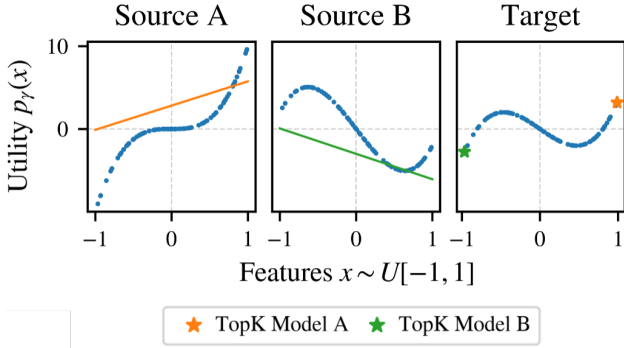 Source A
Source B
Target
Utility pᵧ(x)
10
0
−1
0
1
−1
0
1
−1
0
1
Features x ~ U[−1, 1]
TopK Model A
TopK Model B